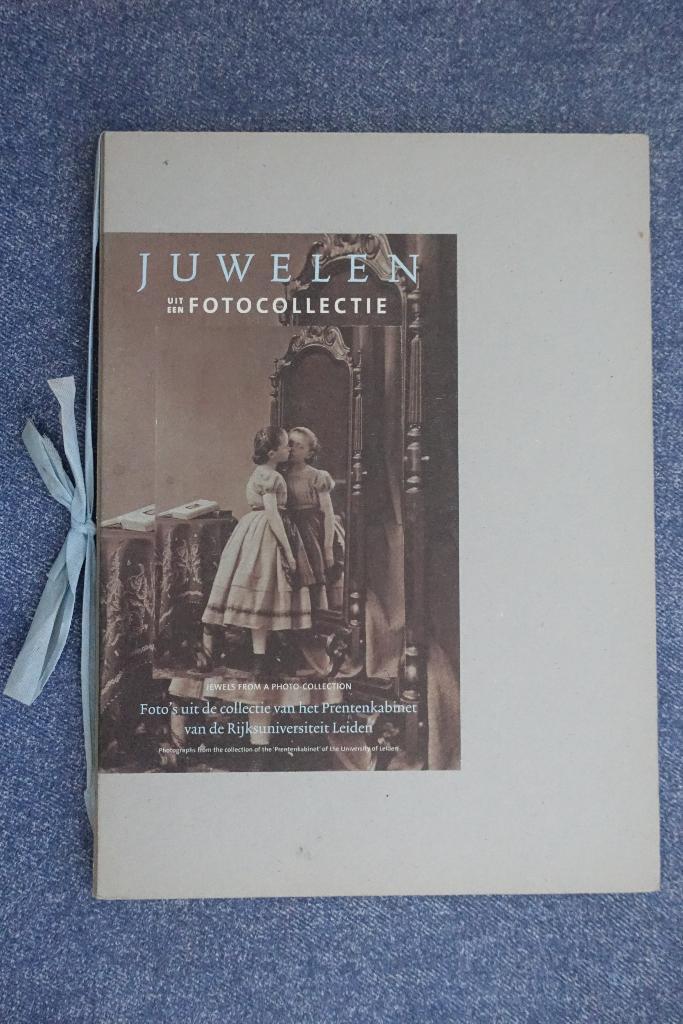 JUWELEN
UIT EEN FOTOCOLLECTIE
JEWELS FROM A PHOTO-COLLECTION
Foto's uit de collectie van het Prentenkabinet
van de Rijksuniversiteit Leiden
Photographs from the collection of the 'Prentenkabinet' of the University of Leiden